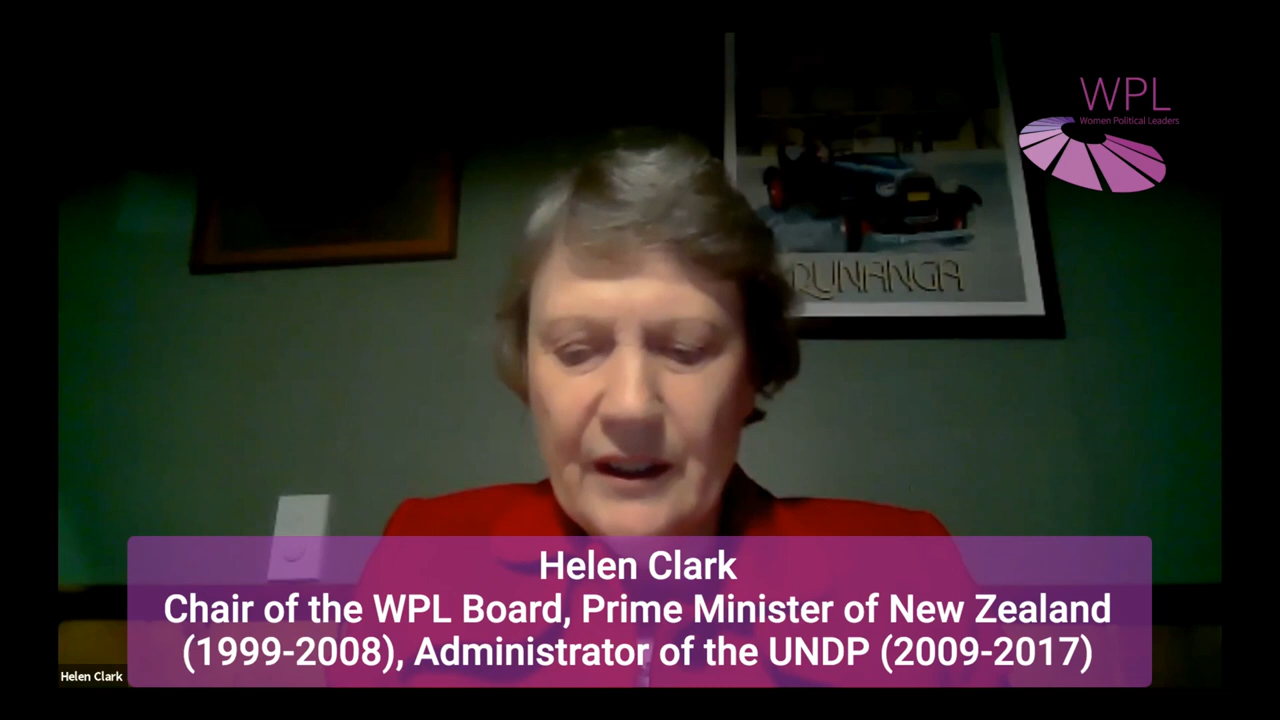 WPL
Women Political Leaders
RUNANGA
Helen Clark
Chair of the WPL Board, Prime Minister of New Zealand
(1999-2008), Administrator of the UNDP (2009-2017)
Helen Clark